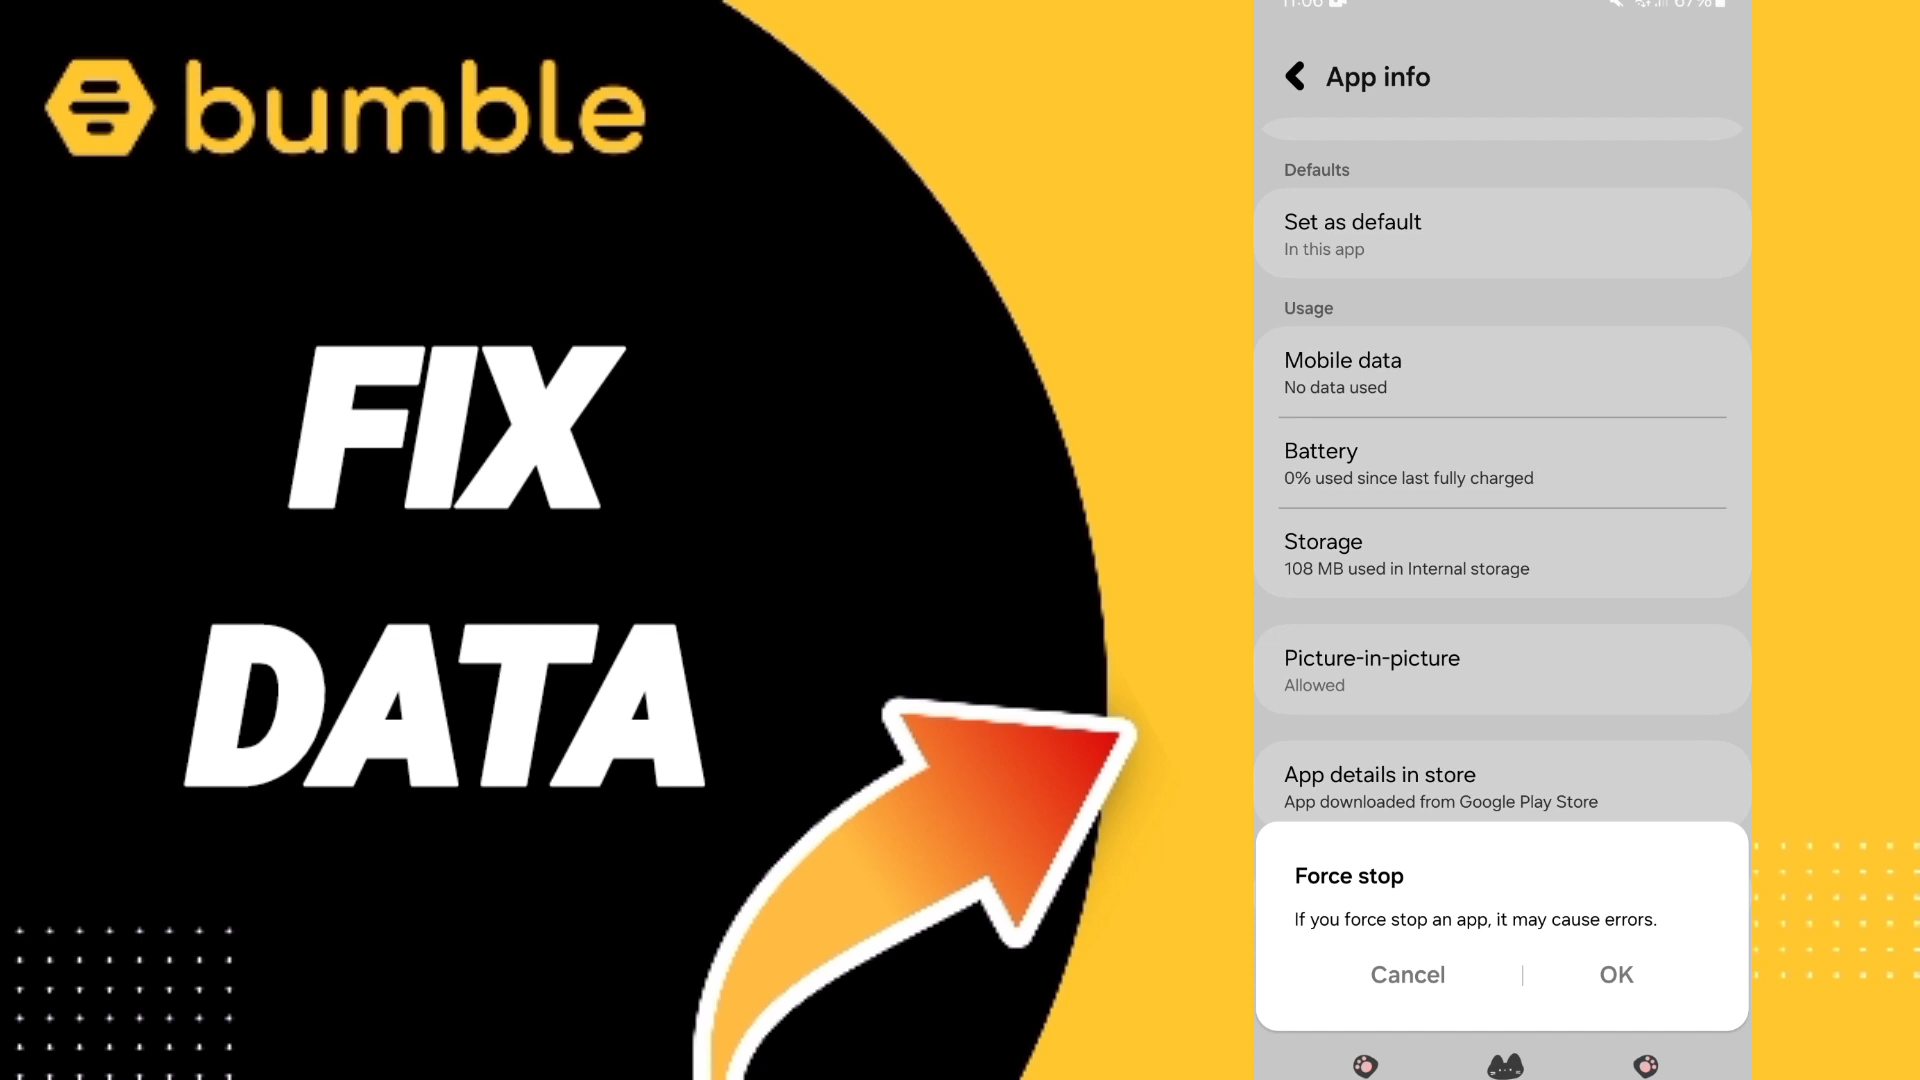 bumble
FIX
DATA
11:06
67%
App info
Defaults
Set as default
In this app
Usage
Mobile data
No data used
Battery
0% used since last fully charged
Storage
108 MB used in Internal storage
Picture-in-picture
Allowed
App details in store
App downloaded from Google Play Store
Force stop
If you force stop an app, it may cause errors.
Cancel
OK